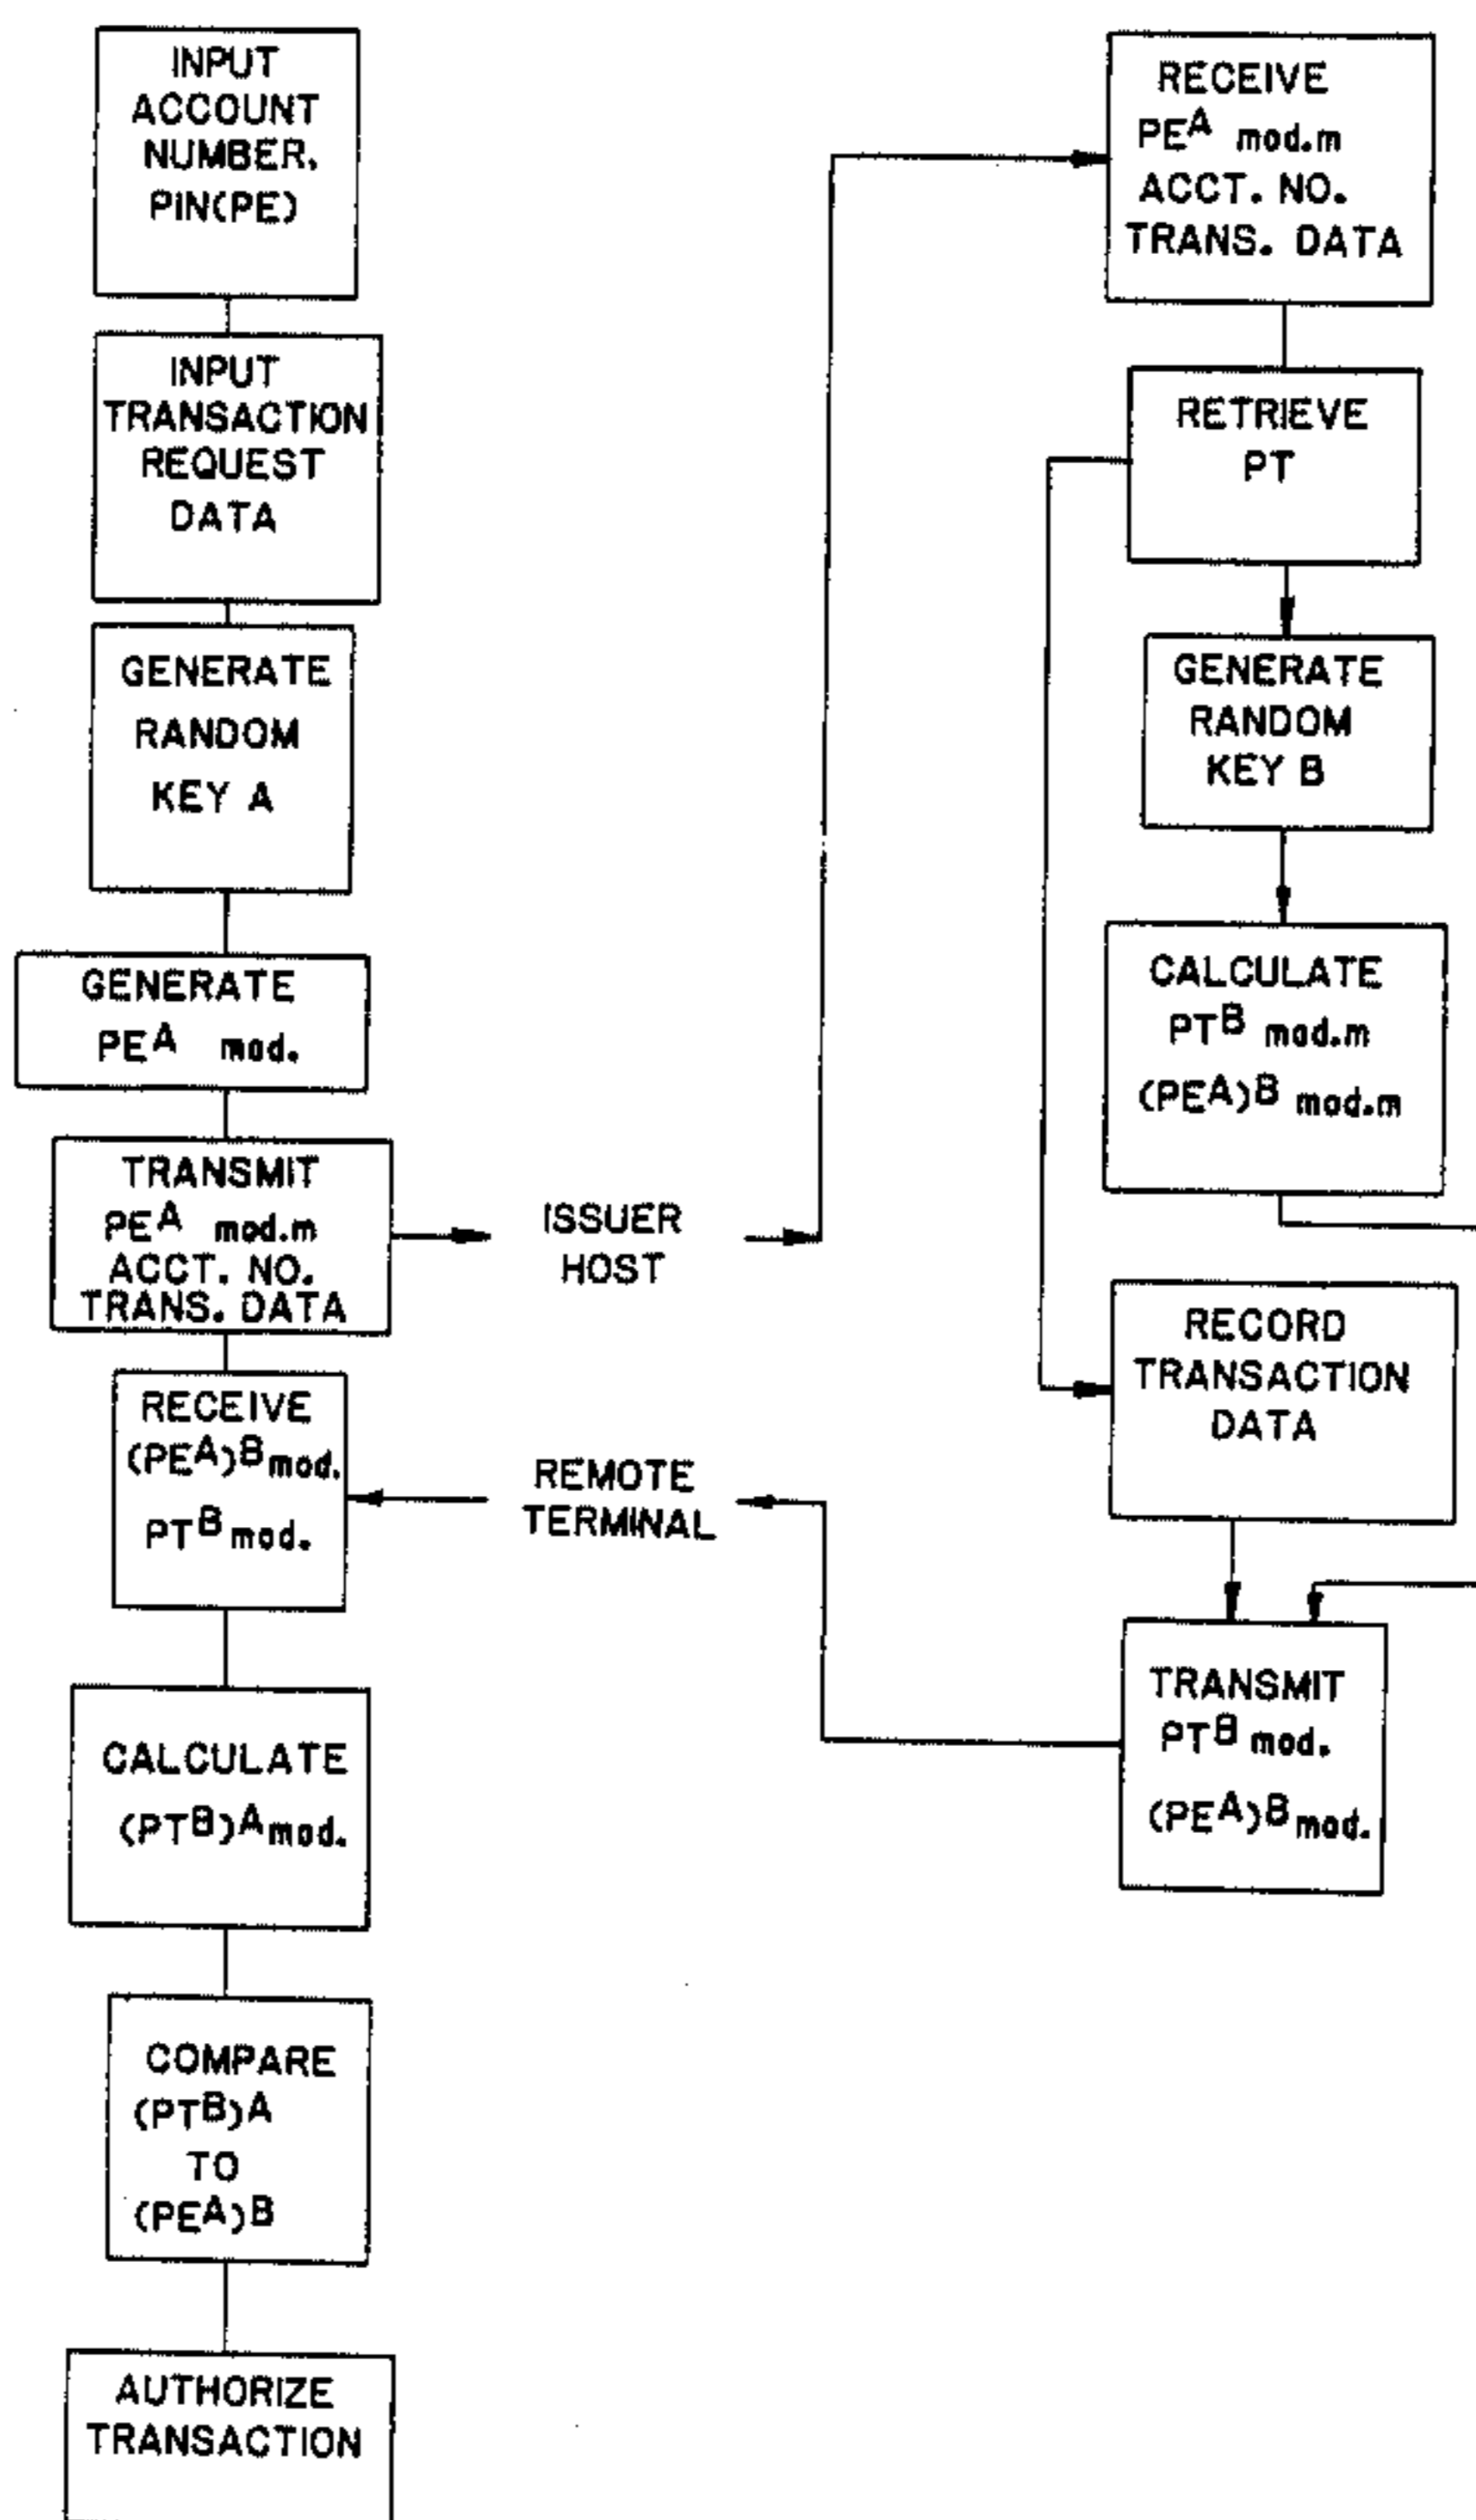 INPUT
ACCOUNT
NUMBER.
PIN(PE)
INPUT
TRANSACTION
REQUEST
DATA
GENERATE
RANDOM
KEY A
GENERATE
PE^A mod.
TRANSMIT
PE^A mod.m
ACCT. NO.
TRANS. DATA
RECEIVE
(PE^A)^B mod.
PT^B mod.
CALCULATE
(PT^B)^A mod.
COMPARE
(PT^B)^A
TO
(PE^A)^B
AUTHORIZE
TRANSACTION
ISSUER
HOST
REMOTE
TERMINAL
RECEIVE
PE^A mod.m
ACCT. NO.
TRANS. DATA
RETRIEVE
PT
GENERATE
RANDOM
KEY B
CALCULATE
PT^B mod.m
(PE^A)^B mod.m
RECORD
TRANSACTION
DATA
TRANSMIT
PT^B mod.
(PE^A)^B mod.